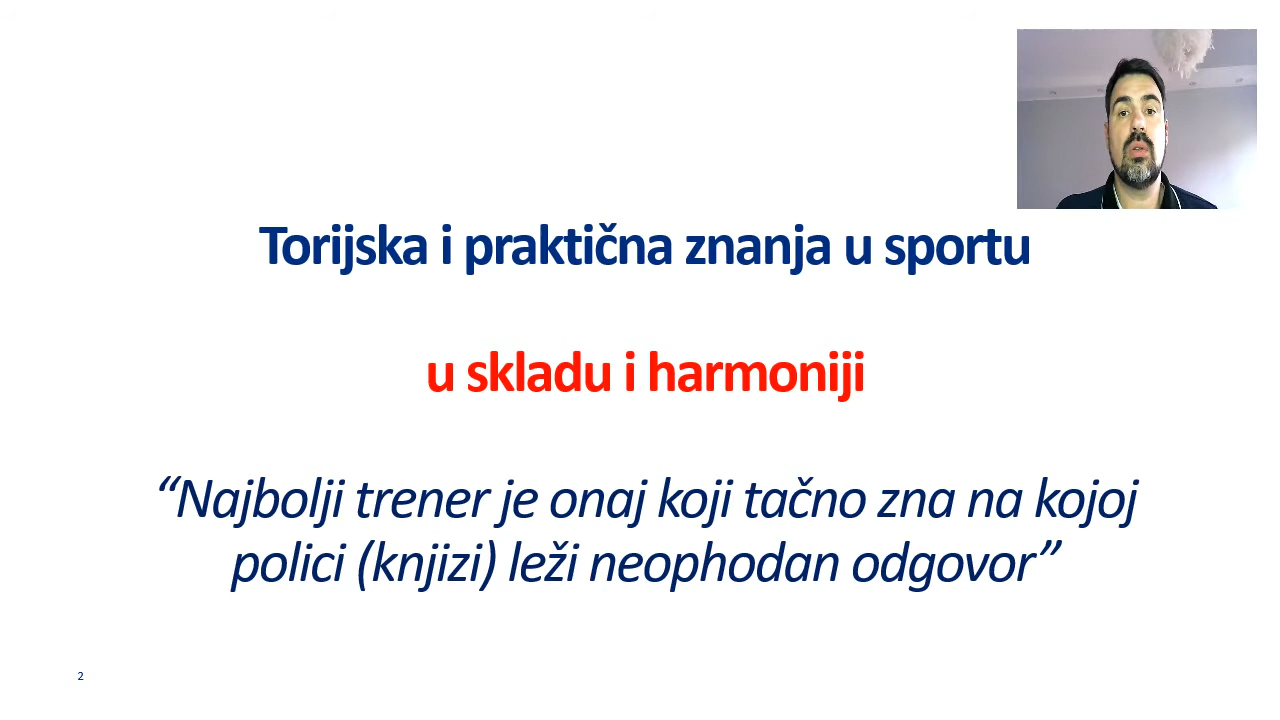 Torijska i praktična znanja u sportu
u skladu i harmoniji
“Najbolji trener je onaj koji tačno zna na kojoj
polici (knjizi) leži neophodan odgovor”
2